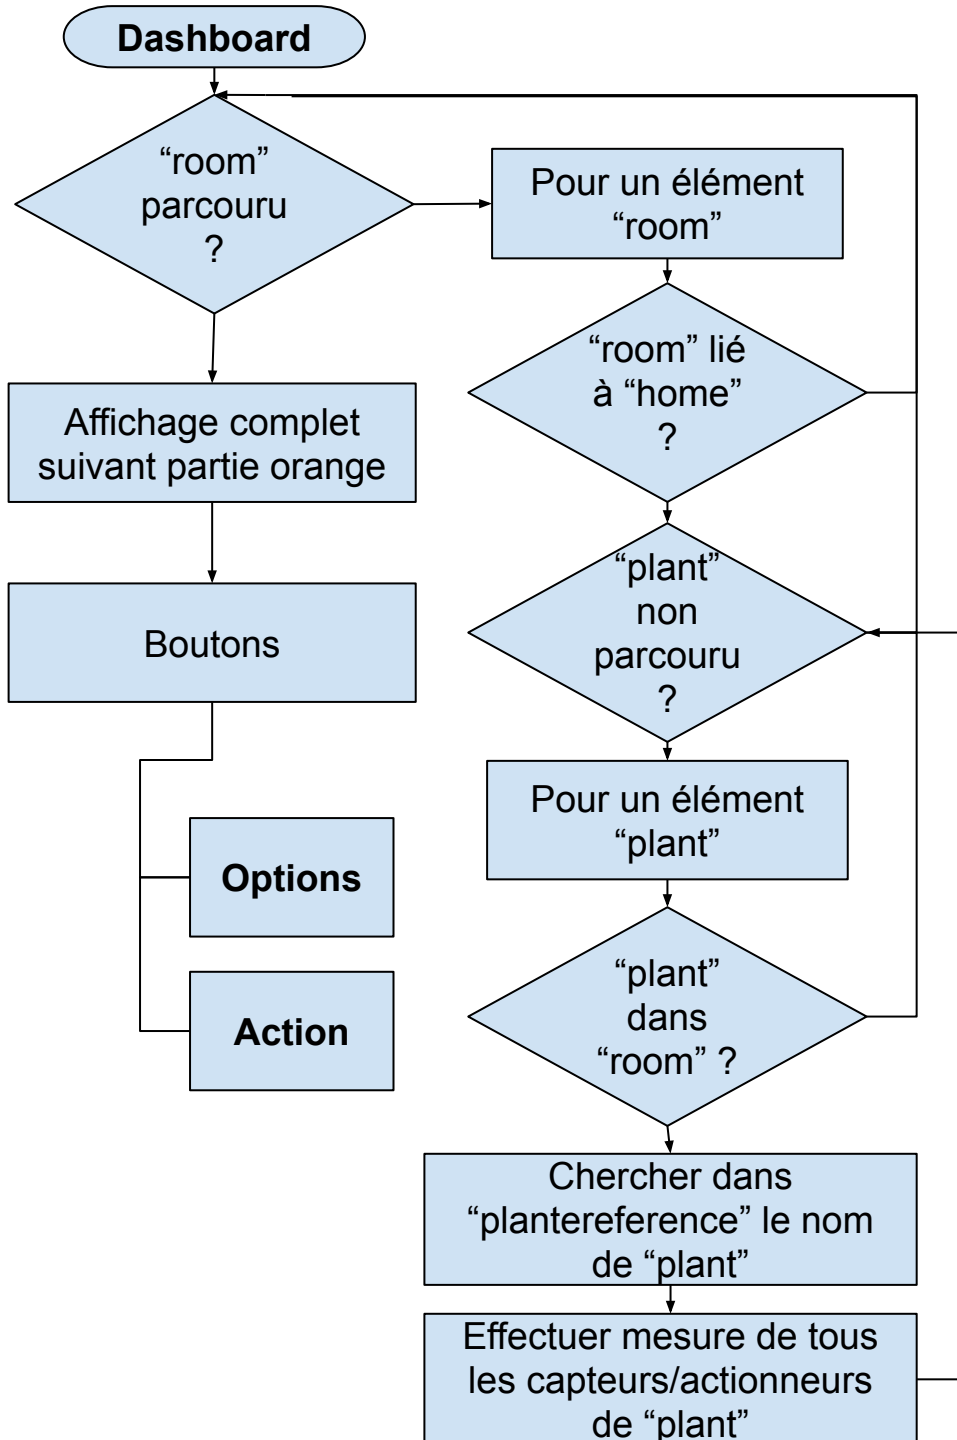 Dashboard
“room”
parcouru
?
Pour un élément
“room”
“room” lié
à “home”
?
Affichage complet
suivant partie orange
“plant”
non
parcouru
?
Boutons
Pour un élément
“plant”
Options
“plant”
dans
“room” ?
Action
Chercher dans
“plantereference” le nom
de “plant”
Effectuer mesure de tous
les capteurs/actionneurs
de “plant”